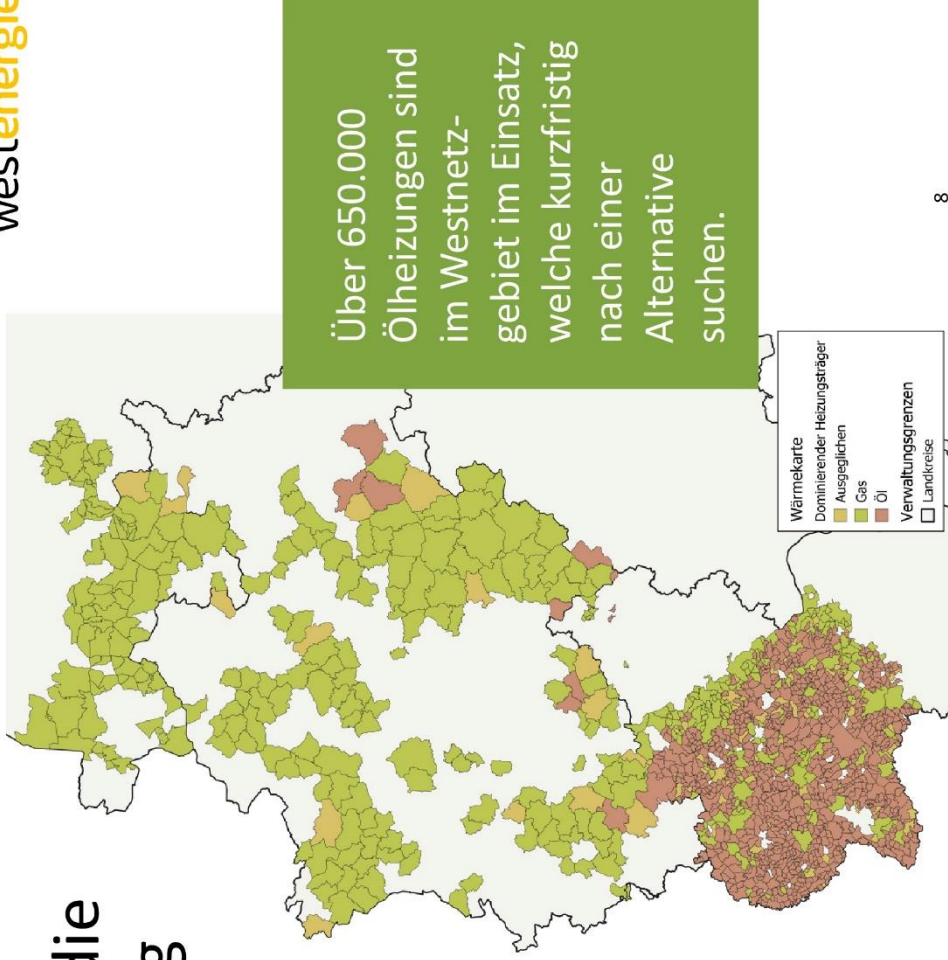 westenergie
die
g
Über 650.000
Ölheizungen sind
im Westnetz-
gebiet im Einsatz,
welche kurzfristig
nach einer
Alternative
suchen.
Wärmekarte
Dominierender Heizungsträger
Ausgeglichen
Gas
Öl
Verwaltungsgrenzen
Landkreise
8